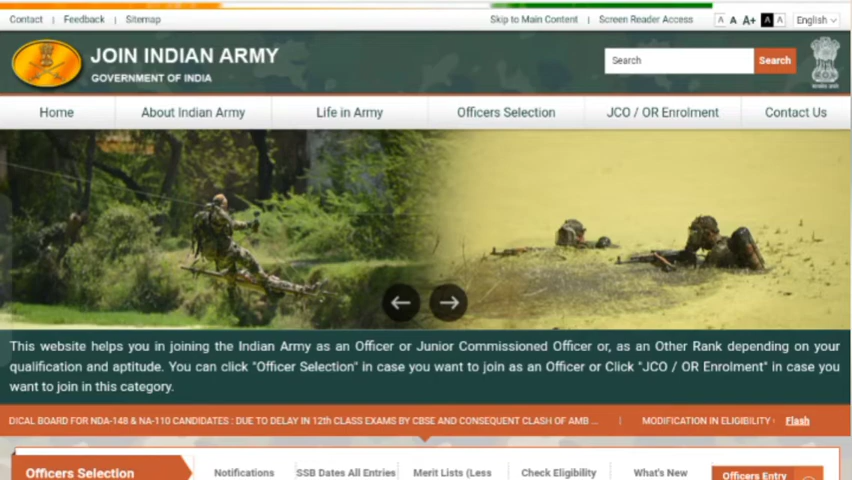 Contact | Feedback | Sitemap
Skip to Main Content | Screen Reader Access A A A+ A A English
JOIN INDIAN ARMY
GOVERNMENT OF INDIA
Search Search
Home About Indian Army Life in Army Officers Selection JCO / OR Enrolment Contact Us
This website helps you in joining the Indian Army as an Officer or Junior Commissioned Officer or, as an Other Rank depending on your
qualification and aptitude. You can click "Officer Selection" in case you want to join as an Officer or Click "JCO / OR Enrolment" in case you
want to join in this category.
DICAL BOARD FOR NDA-148 & NA-110 CANDIDATES : DUE TO DELAY IN 12th CLASS EXAMS BY CBSE AND CONSEQUENT CLASH OF AMB ... | MODIFICATION IN ELIGIBILITY Flash
Officers Selection Notifications SSB Dates All Entries Merit Lists (Less Check Eligibility What's New Officers Entry